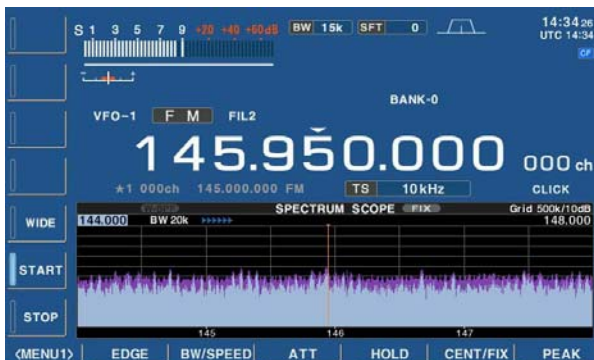 S 1 3 5 7 9 +20 +40 +60dB BW 15k SFT 0 14:34 26
UTC 14:34
CF
BANK-0
VFO-1 F M FIL2
145.950.000 000 ch
★1 000ch 145.000.000 FM TS 10kHz CLICK
SPECTRUM SCOPE FIX Grid 500k/10dB
WIDE 144.000 BW 20k »»»» 148.000
START
STOP
145 146 147
<MENU1> EDGE BW/SPEED ATT HOLD CENT/FIX PEAK